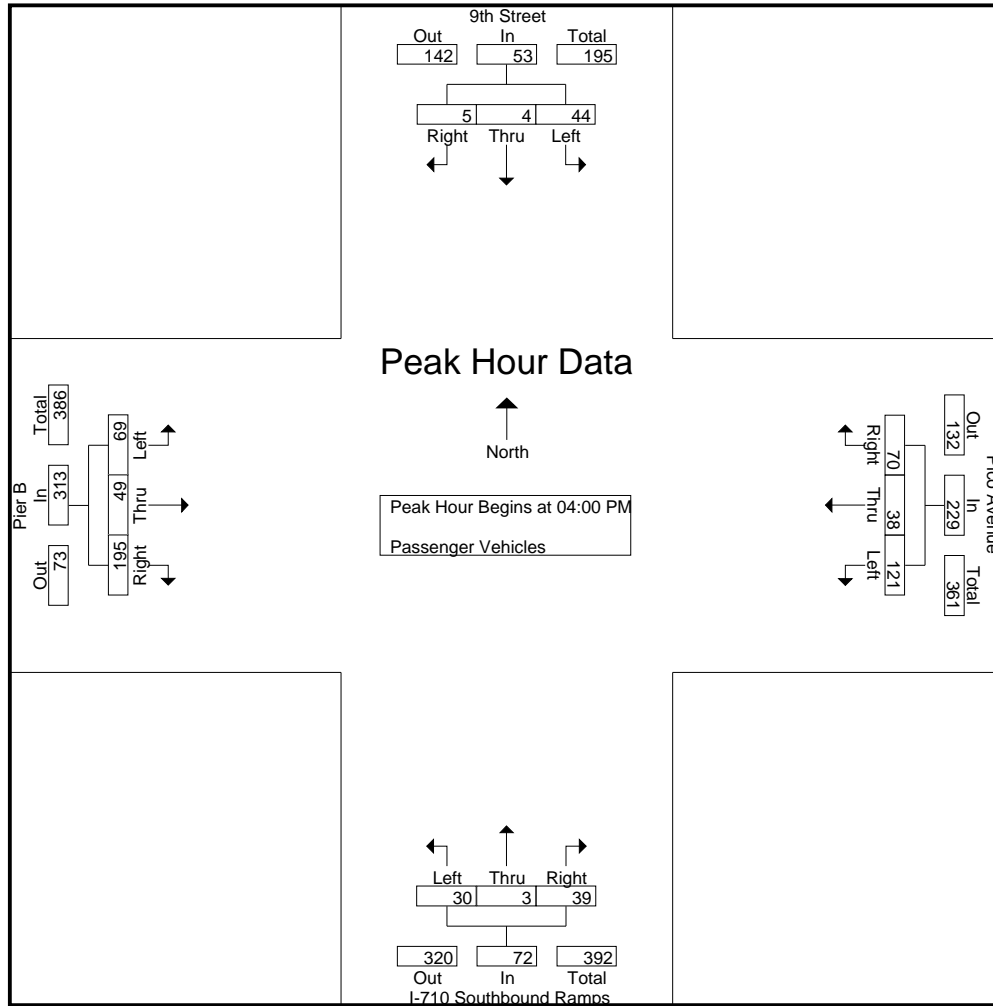 9th Street
Out In Total
142 53 195
5 4 44
Right Thru Left
Peak Hour Data
North
Peak Hour Begins at 04:00 PM
Passenger Vehicles
Pier B
Total In Out
386 313 73
69 49 195
Left Thru Right
Right Thru Left
70 38 121
Out In Total
132 229 361
Pico Avenue
Left Thru Right
30 3 39
320 72 392
Out In Total
I-710 Southbound Ramps